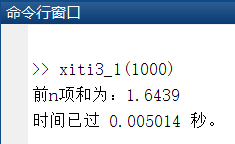 命令行窗口
>> xiti3_1(1000)
前n项和为：1.6439
时间已过 0.005014 秒。